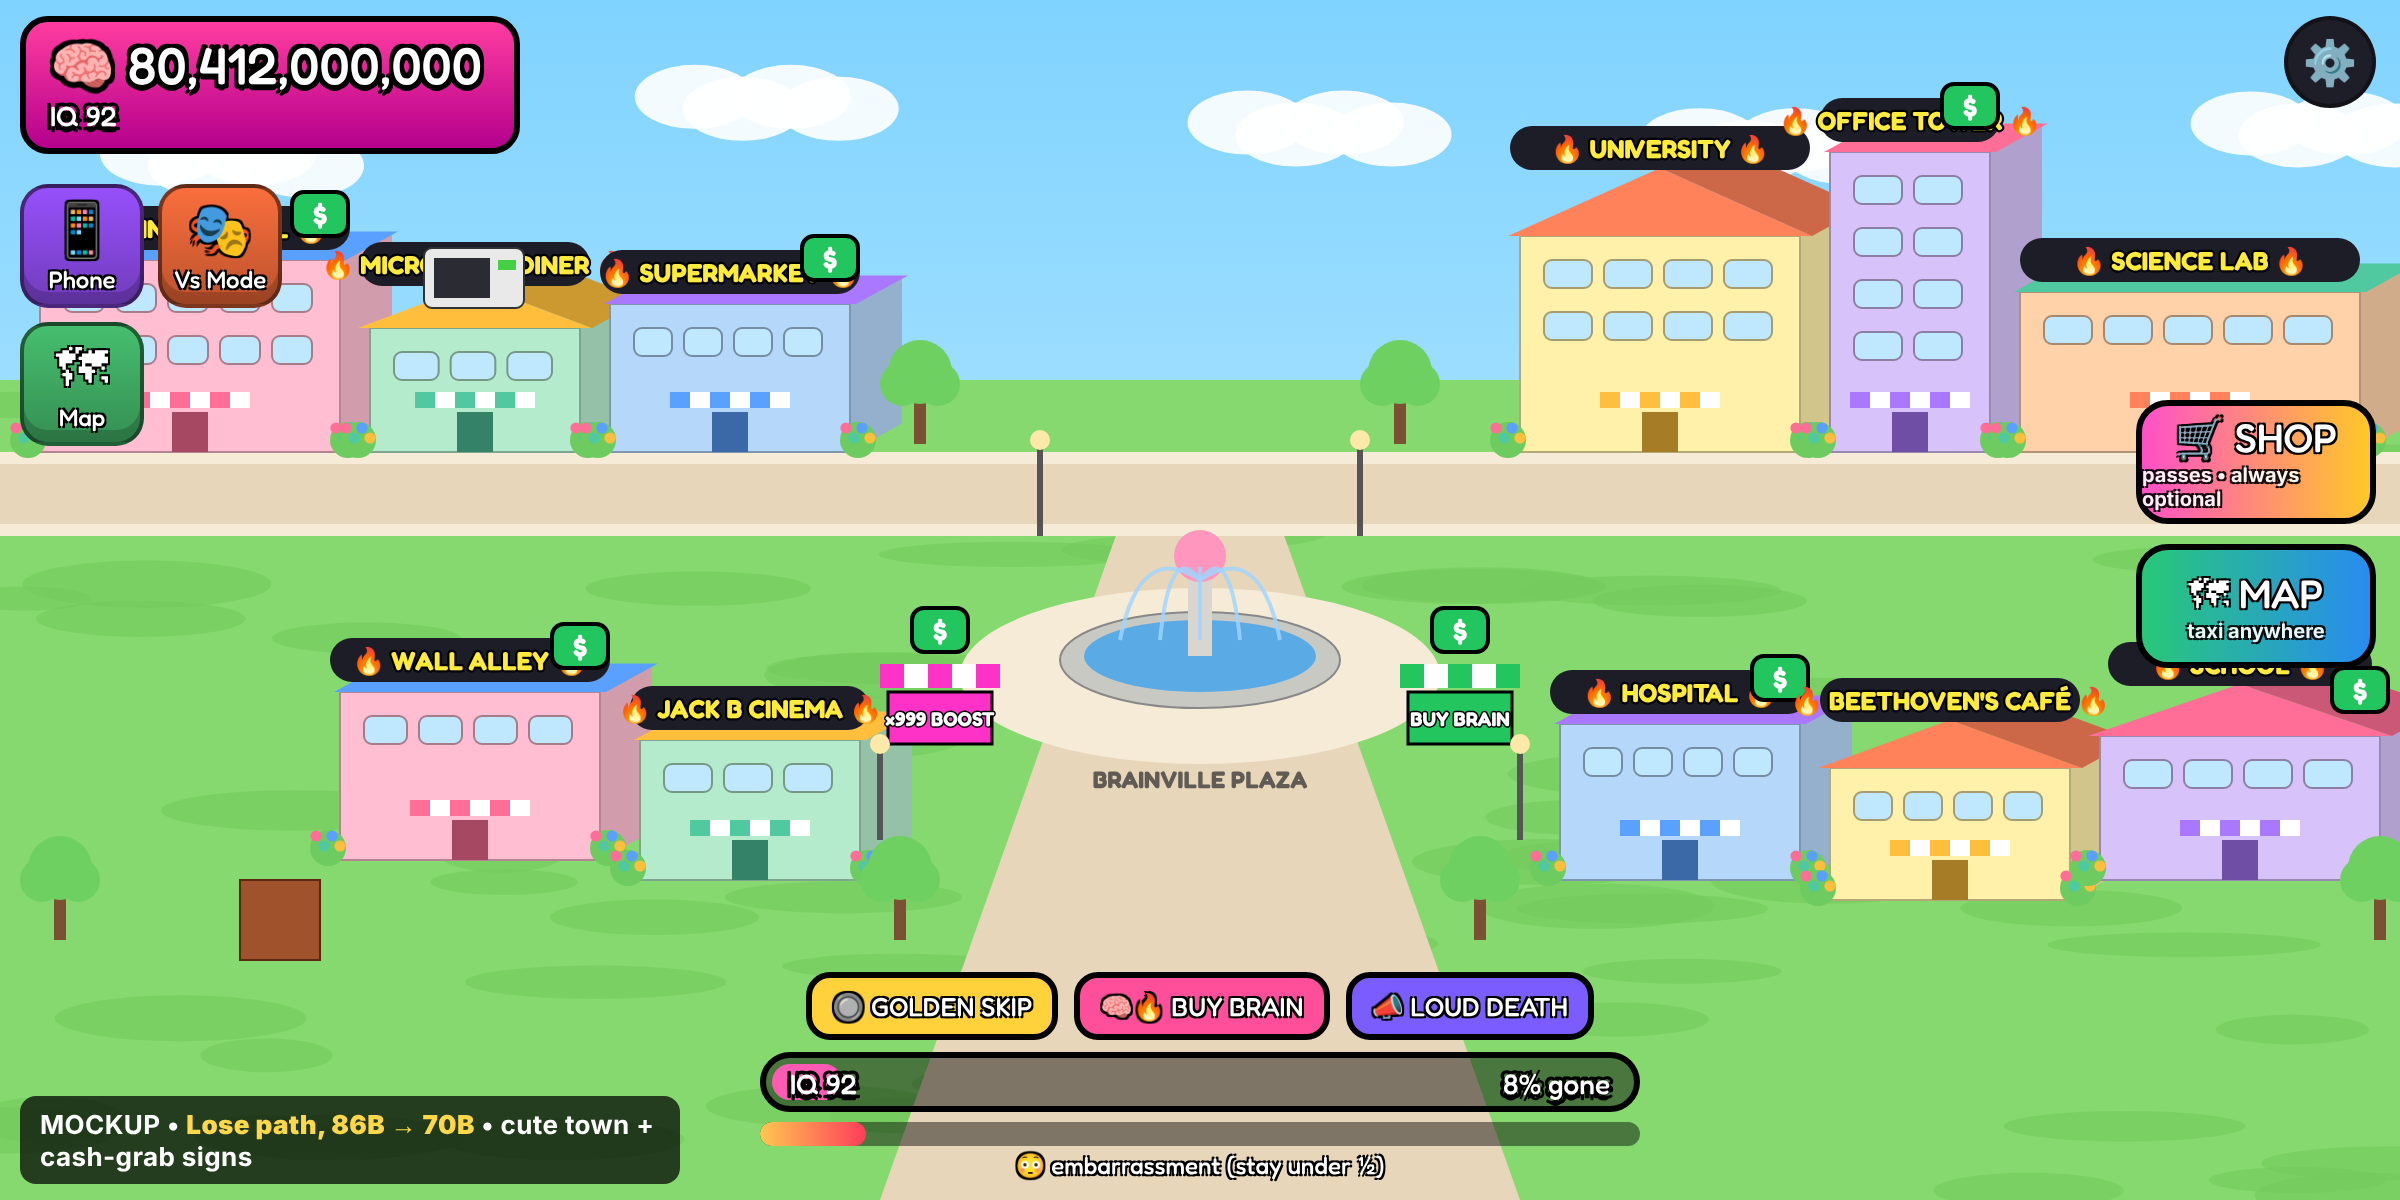 80,412,000,000
IQ 92
Phone
Vs Mode
Map
$
DINER
SUPERMARKE
$
UNIVERSITY
OFFICE
$
SCIENCE LAB
SHOP
passes • always
optional
MAP
taxi anywhere
WALL ALLEY
$
JACK B CINEMA
$
x999 BOOST
$
BUY BRAIN
BRAINVILLE PLAZA
HOSPITAL
$
BEETHOVEN'S CAFÉ
SCHOOL
$
GOLDEN SKIP
BUY BRAIN
LOUD DEATH
IQ 92
8% gone
embarrassment (stay under ½)
MOCKUP • Lose path, 86B → 70B • cute town +
cash-grab signs